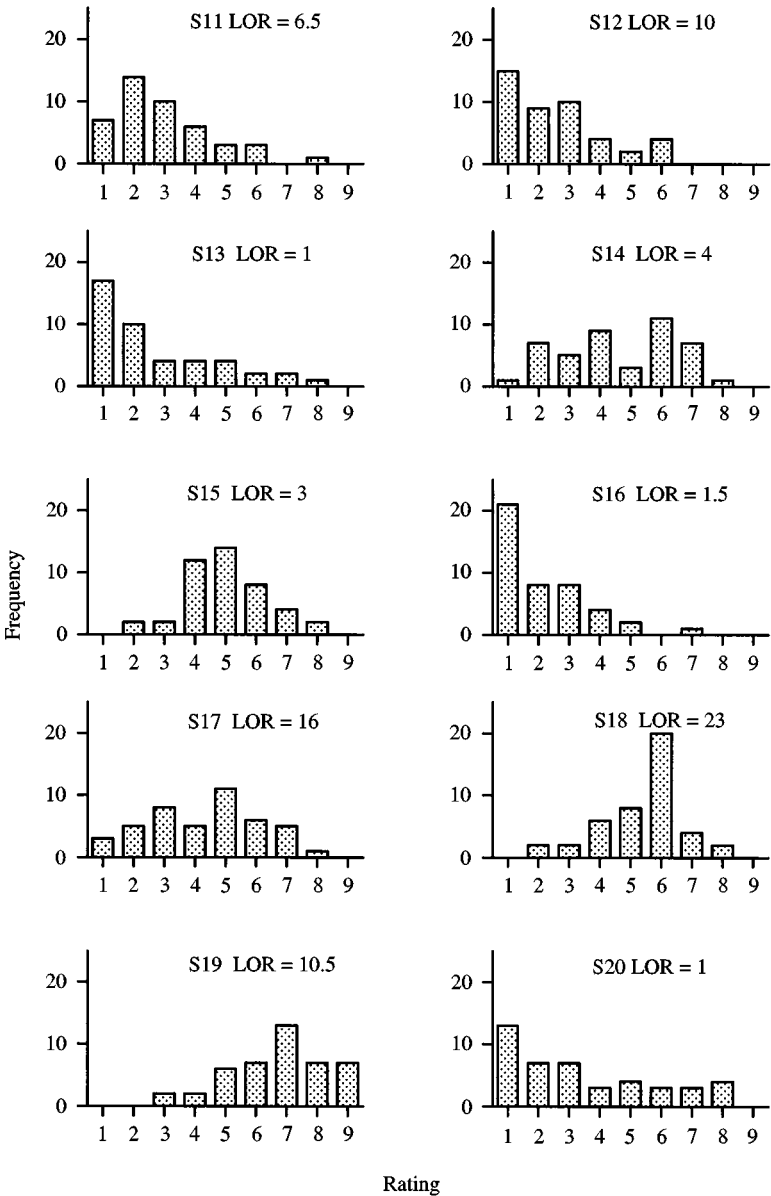 S11 LOR = 6.5
20
10
0
1 2 3 4 5 6 7 8 9
S12 LOR = 10
20
10
0
1 2 3 4 5 6 7 8 9
S13 LOR = 1
20
10
0
1 2 3 4 5 6 7 8 9
S14 LOR = 4
20
10
0
1 2 3 4 5 6 7 8 9
S15 LOR = 3
20
10
0
1 2 3 4 5 6 7 8 9
S16 LOR = 1.5
20
10
0
1 2 3 4 5 6 7 8 9
Frequency
S17 LOR = 16
20
10
0
1 2 3 4 5 6 7 8 9
S18 LOR = 23
20
10
0
1 2 3 4 5 6 7 8 9
S19 LOR = 10.5
20
10
0
1 2 3 4 5 6 7 8 9
S20 LOR = 1
20
10
0
1 2 3 4 5 6 7 8 9
Rating